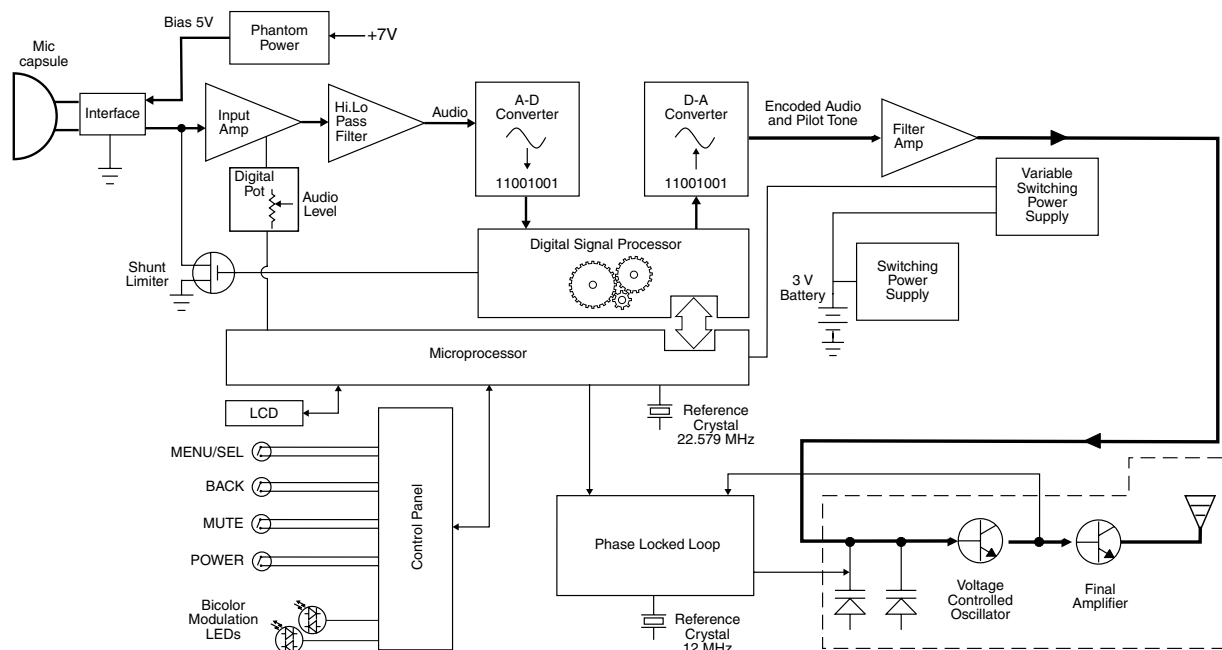 Bias 5V
Phantom
Power
+7V
Mic
capsule
Interface
Input
Amp
Hi.Lo
Pass
Filter
Audio
A-D
Converter
11001001
D-A
Converter
11001001
Encoded Audio
and Pilot Tone
Filter
Amp
Variable
Switching
Power
Supply
Digital
Pot
Audio
Level
Shunt
Limiter
Digital Signal Processor
3 V
Battery
Switching
Power
Supply
Microprocessor
LCD
Reference
Crystal
22.579 MHz
MENU/SEL
BACK
MUTE
POWER
Control Panel
Bicolor
Modulation
LEDs
Phase Locked Loop
Reference
Crystal
12 MHz
Voltage
Controlled
Oscillator
Final
Amplifier